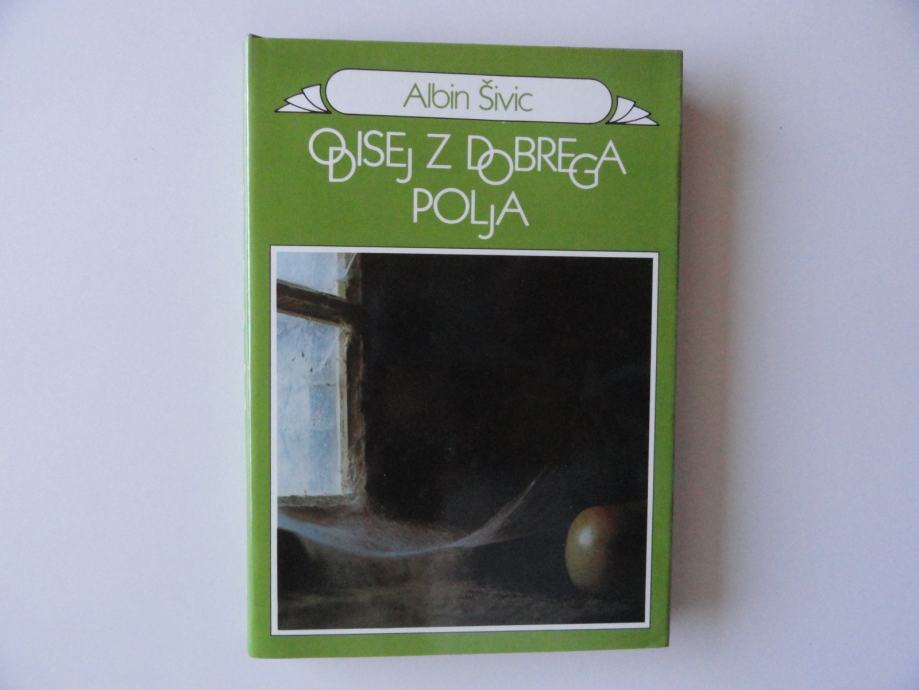 Albin Šivic
ODISEJ Z DOBREGA
POLJA